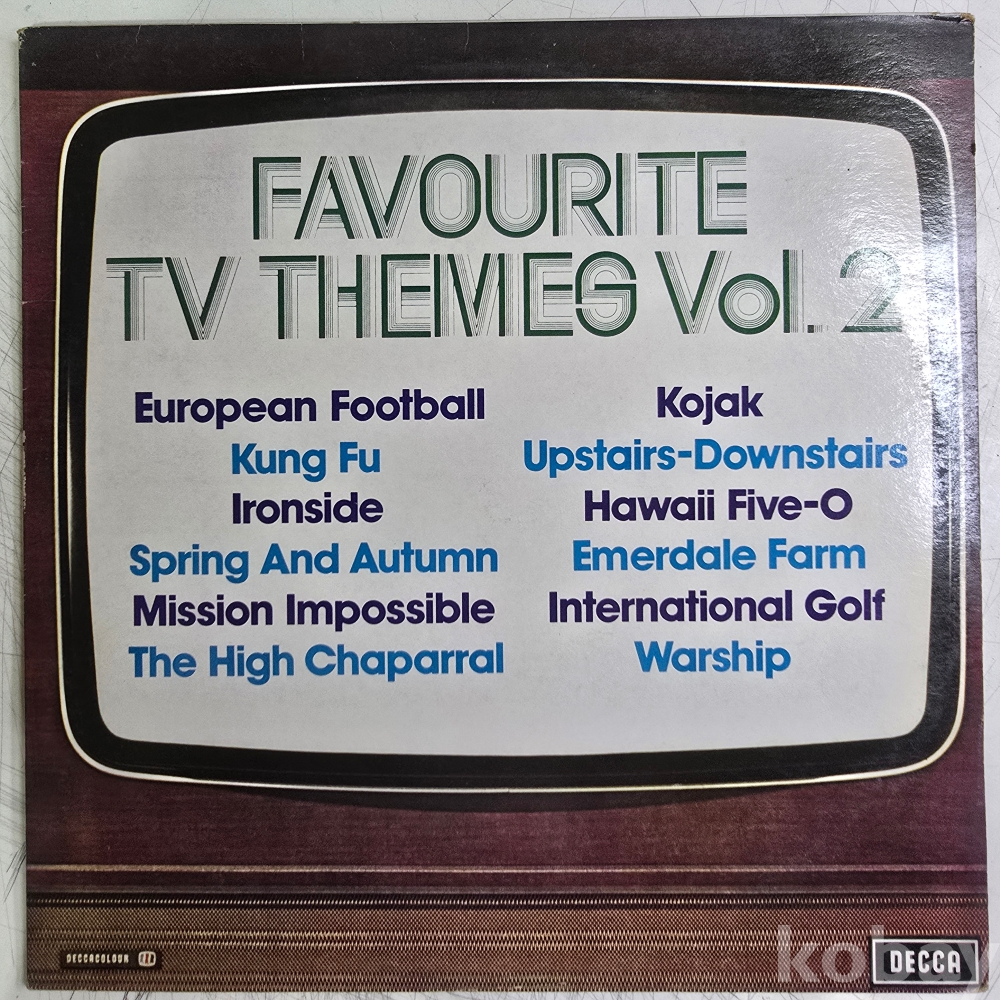 FAVOURITE
TV THEMES Vol. 2
European Football
Kung Fu
Ironside
Spring And Autumn
Mission Impossible
The High Chaparral
Kojak
Upstairs-Downstairs
Hawaii Five-O
Emerdale Farm
International Golf
Warship
DECCACOLOUR
kobay
DECCA